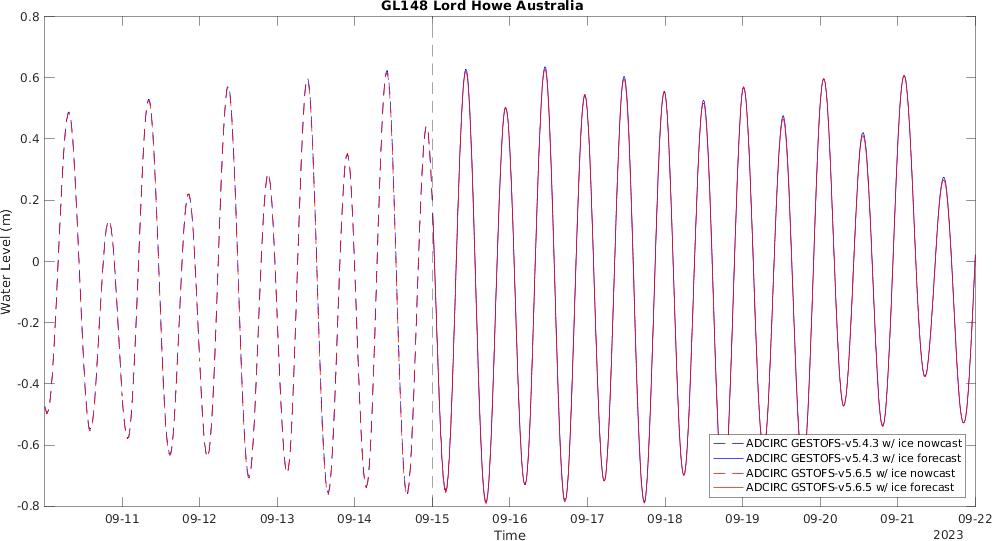 GL148 Lord Howe Australia
0.8
0.6
0.4
0.2
0
-0.2
-0.4
-0.6
-0.8
Water Level (m)
ADCIRC GESTOFS-v5.4.3 w/ ice nowcast
ADCIRC GESTOFS-v5.4.3 w/ ice forecast
ADCIRC GSTOFS-v5.6.5 w/ ice nowcast
ADCIRC GSTOFS-v5.6.5 w/ ice forecast
09-11 09-12 09-13 09-14 09-15 09-16 09-17 09-18 09-19 09-20 09-21 09-22
Time
2023